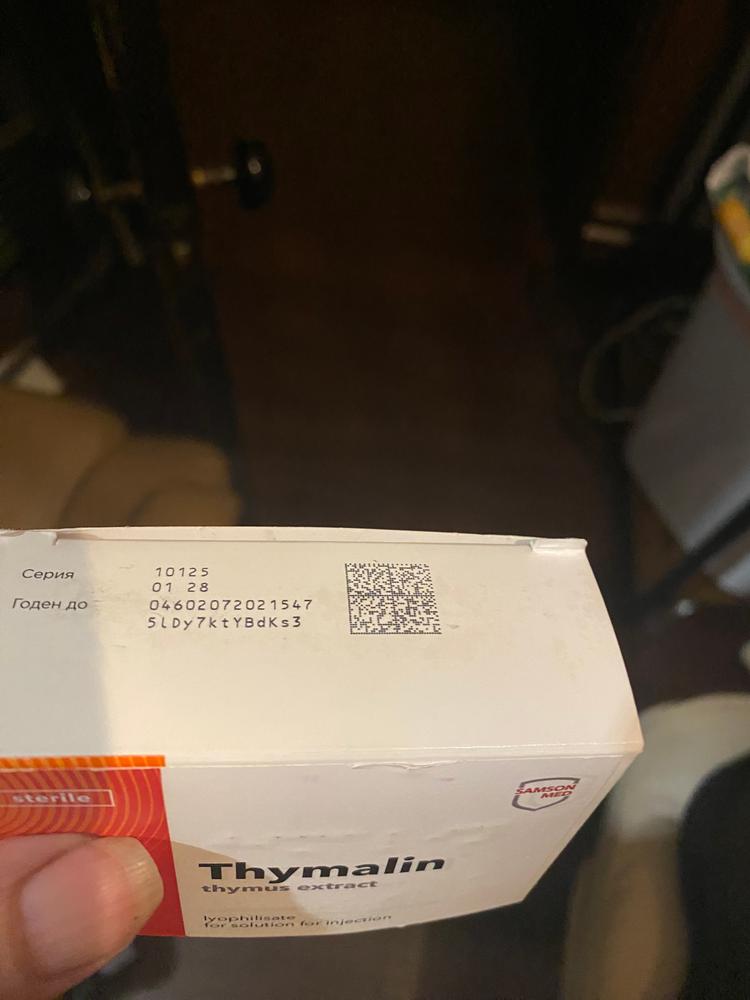 Серия 10125
01 28
Годен до 04602072021547
5lDy7ktYBdKs3
sterile
SAMSON
MED
Thymalin
thymus extract
lyophilisate
for solution for injection